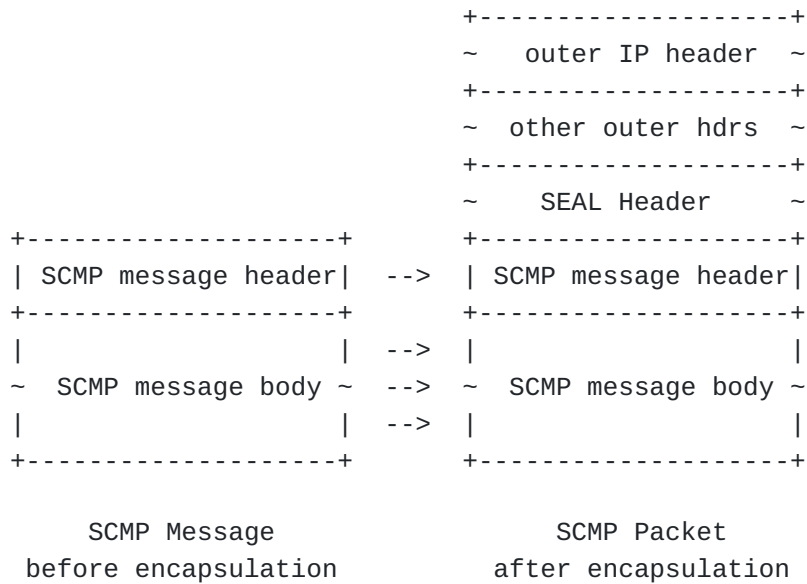 +--------------------+
                              ~   outer IP header  ~
                              +--------------------+
                              ~  other outer hdrs  ~
                              +--------------------+
                              ~    SEAL Header     ~
+--------------------+        +--------------------+
| SCMP message header|  -->   | SCMP message header|
+--------------------+        +--------------------+
|                    |  -->   |                    |
~  SCMP message body ~  -->   ~  SCMP message body ~
|                    |  -->   |                    |
+--------------------+        +--------------------+

     SCMP Message                  SCMP Packet
 before encapsulation          after encapsulation